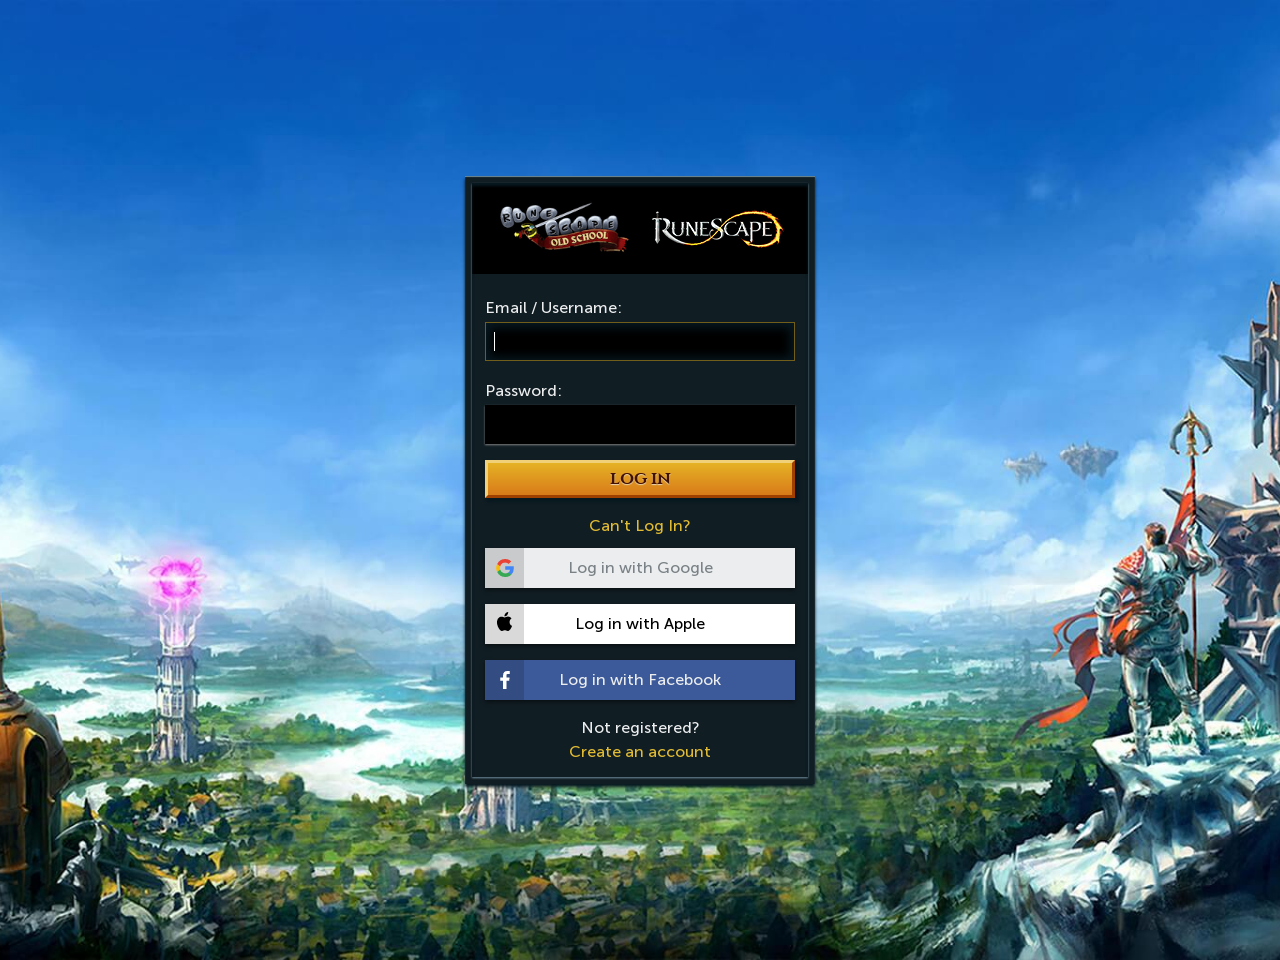 RUNE SCAPE
OLD SCHOOL
RUNESCAPE
Email / Username:
Password:
LOG IN
Can't Log In?
Log in with Google
Log in with Apple
Log in with Facebook
Not registered?
Create an account